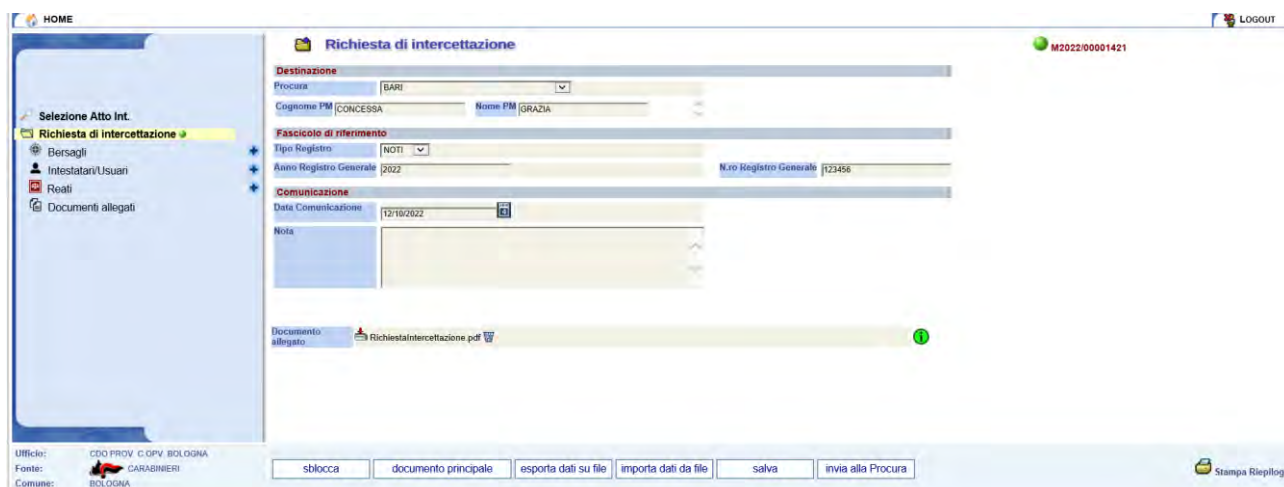 HOME
LOGOUT
Richiesta di intercettazione
M2022/00001421
Selezione Atto Int.
Richiesta di intercettazione
Bersagli
Intestatari/Usuari
Reati
Documenti allegati
Destinazione
Procura BARI
Cognome PM CONCESSA Nome PM GRAZIA
Fascicolo di riferimento
Tipo Registro NOTI
Anno Registro Generale 2022 N.ro Registro Generale 123456
Comunicazione
Data Comunicazione 12/10/2022
Nota
Documento
allegato
RichiestaIntercettazione.pdf
Ufficio: CDO PROV C.OPV. BOLOGNA
Fonte: CARABINIERI
Comune: BOLOGNA
sblocca documento principale esporta dati su file importa dati da file salva invia alla Procura
Stampa Riepilog